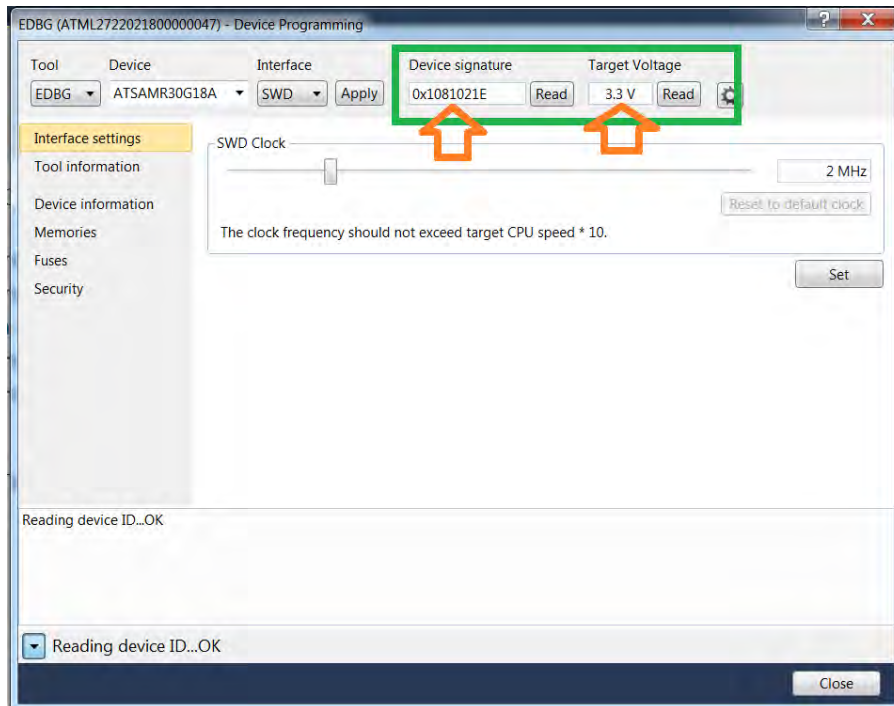 EDBG (ATML2722021800000047) - Device Programming
? X
Tool Device Interface Device signature Target Voltage
EDBG ATSAMR30G18A SWD Apply 0x1081021E Read 3.3 V Read
Interface settings
Tool information
Device information
Memories
Fuses
Security
SWD Clock
2 MHz
Reset to default clock
The clock frequency should not exceed target CPU speed * 10.
Set
Reading device ID...OK
Reading device ID...OK
Close